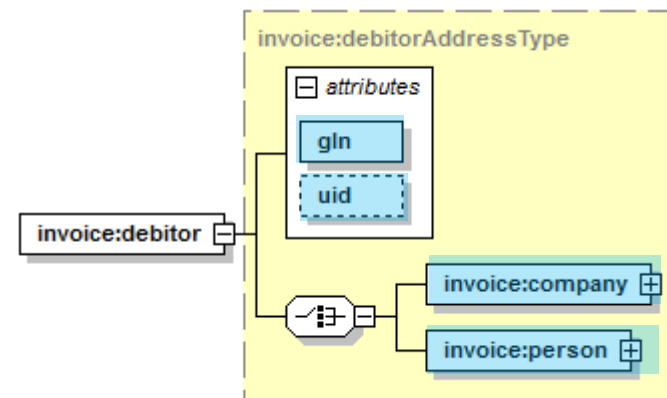 invoice:debitorAddressType
attributes
gln
uid
invoice:debitor
invoice:company
invoice:person